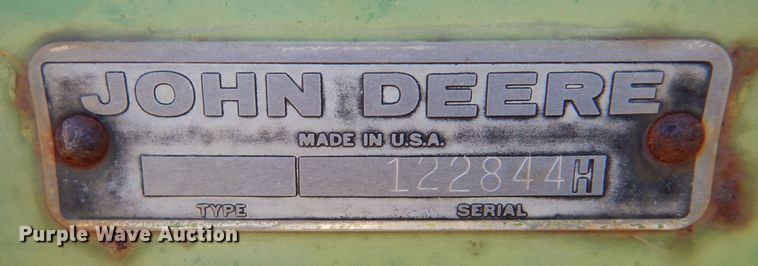 JOHN DEERE
MADE IN U.S.A.
122844H
TYPE SERIAL
Purple Wave Auction